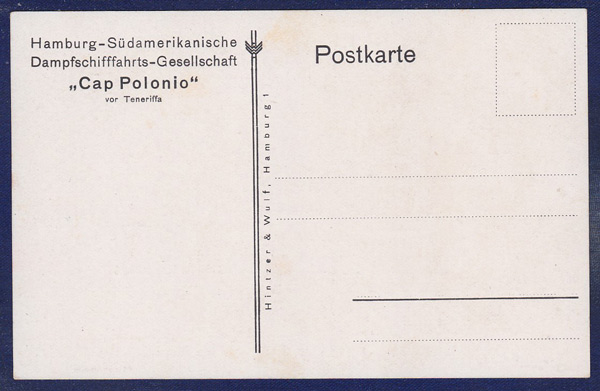 Hamburg-Südamerikanische
Dampfschifffahrts-Gesellschaft
„Cap Polonio“
vor Teneriffa
Postkarte
Hintzer & Wulf, Hamburg 1